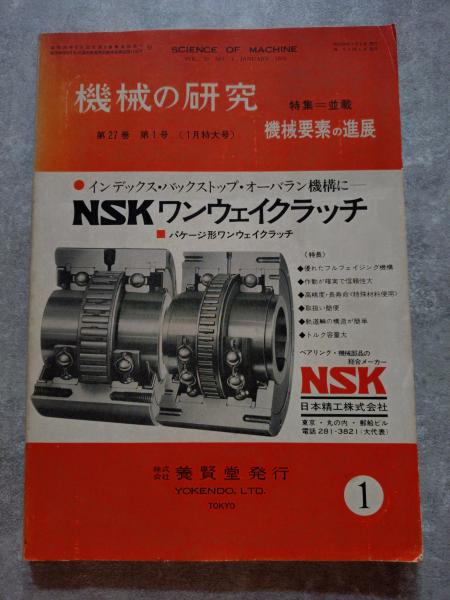 SCIENCE OF MACHINE
機械の研究
特集=並載
第27巻 第1号 (1月特大号)
機械要素の進展
●インデックス・バックストップ・オーバラン機構に─
NSKワンウェイクラッチ
■パケージ形ワンウェイクラッチ
〈特長〉
◆優れたフルフェイジング機構
◆作動が確実で信頼性大
◆高精度・長寿命<特殊材料使用>
◆取扱い簡便
◆軌道輪の構造が簡単
◆トルク容量大
ベアリング・機械部品の
総合メーカー
NSK
日本精工株式会社
東京・丸の内・郵船ビル
電話 281-3821(大代表)
株式会社 養賢堂発行
YOKENDO, LTD.
TOKYO
1